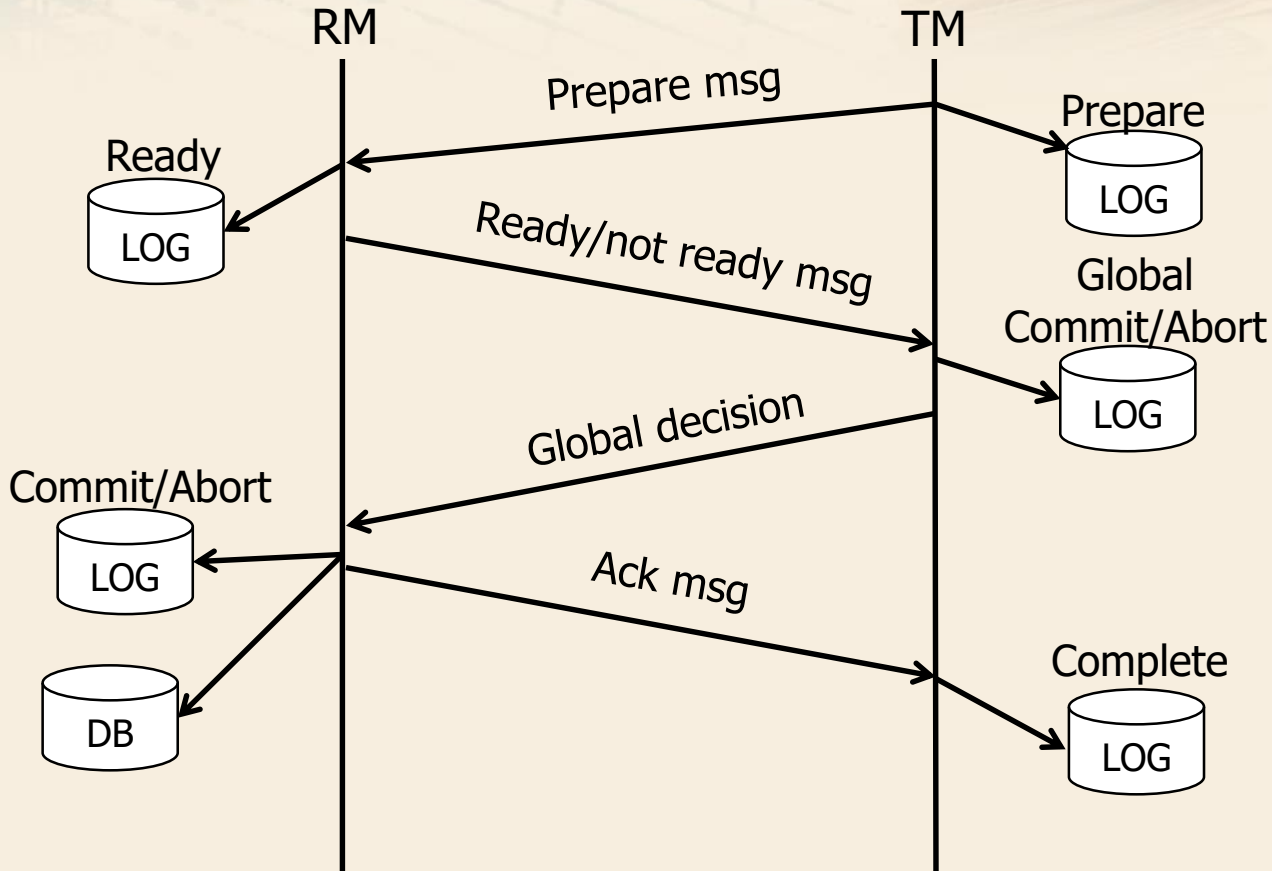 RM
TM
Prepare msg
Prepare
LOG
Ready
LOG
Ready/not ready msg
Global
Commit/Abort
LOG
Global decision
Commit/Abort
LOG
Ack msg
DB
Complete
LOG